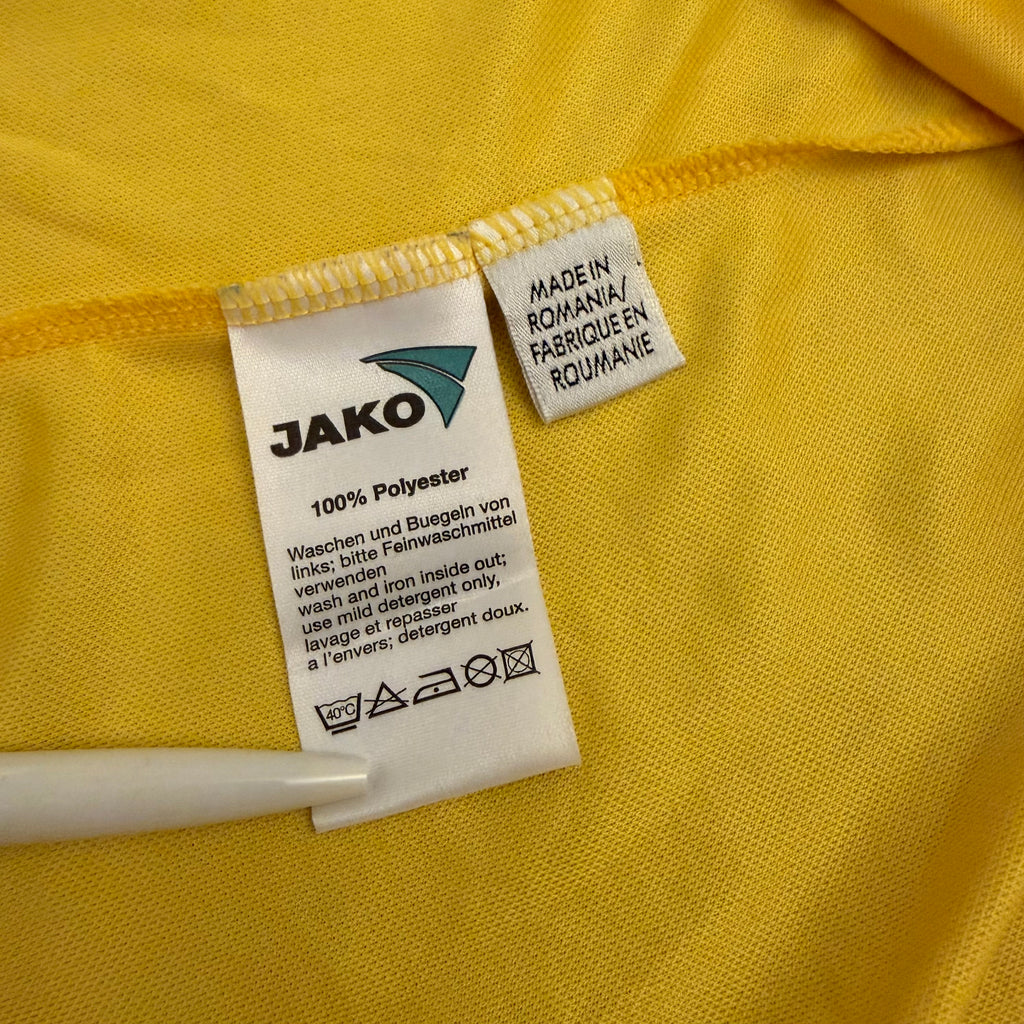 JAKO
100% Polyester
Waschen und Buegeln von
links; bitte Feinwaschmittel
verwenden
wash and iron inside out;
use mild detergent only,
lavage et repasser
a l'envers; detergent doux.
40°C
MADE IN
ROMANIA/
FABRIQUE EN
ROUMANIE